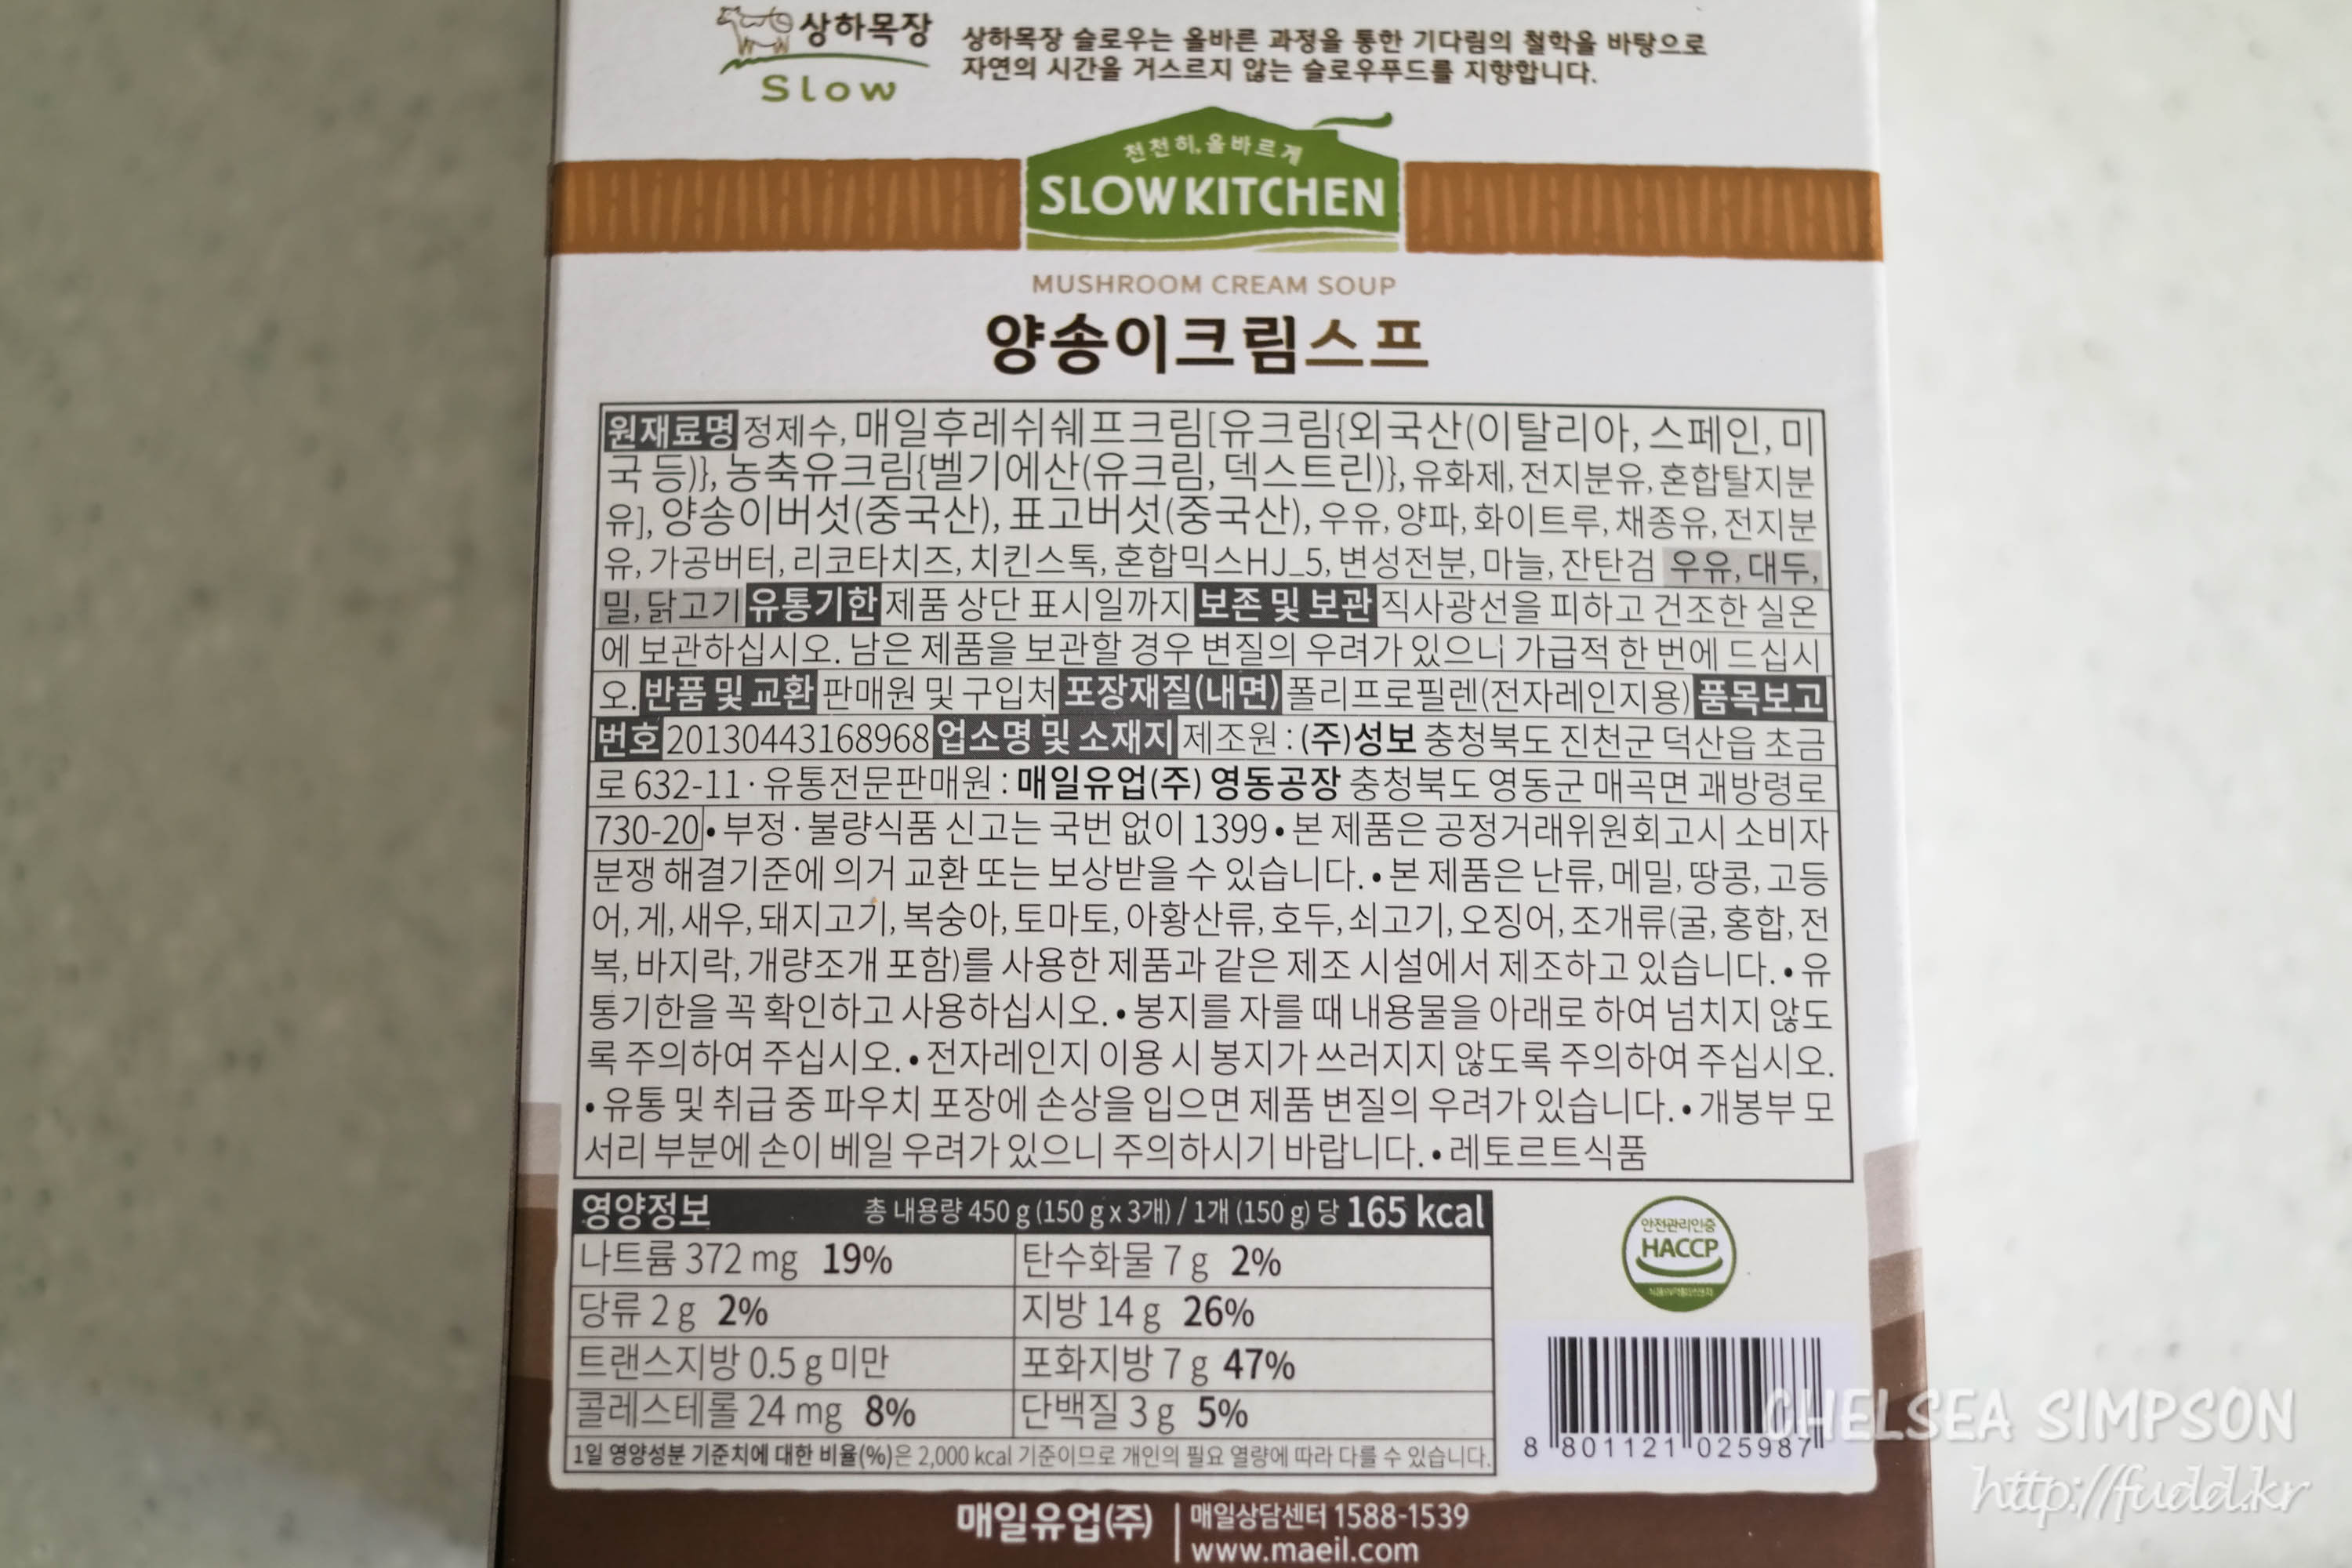 상하목장
Slow
상하목장 슬로우는 올바른 과정을 통한 기다림의 철학을 바탕으로
자연의 시간을 거스르지 않는 슬로우푸드를 지향합니다.
천천히, 올바르게
SLOW KITCHEN
MUSHROOM CREAM SOUP
양송이크림스프
원재료명 정제수, 매일후레쉬쉐프크림[유크림{외국산(이탈리아, 스페인, 미
국 등)}, 농축유크림{벨기에산(유크림, 덱스트린)}, 유화제, 전지분유, 혼합탈지분
유], 양송이버섯(중국산), 표고버섯(중국산), 우유, 양파, 화이트루, 채종유, 전지분
유, 가공버터, 리코타치즈, 치킨스톡, 혼합믹스HJ_5, 변성전분, 마늘, 잔탄검 우유, 대두,
밀, 닭고기 유통기한 제품 상단 표시일까지 보존 및 보관 직사광선을 피하고 건조한 실온
에 보관하십시오. 남은 제품을 보관할 경우 변질의 우려가 있으니 가급적 한 번에 드십시
오. 반품 및 교환 판매원 및 구입처 포장재질(내면) 폴리프로필렌(전자레인지용) 품목보고
번호 20130443168968 업소명 및 소재지 제조원 : (주)성보 충청북도 진천군 덕산읍 초금
로 632-11 · 유통전문판매원 : 매일유업(주) 영동공장 충청북도 영동군 매곡면 괘방령로
730-20 • 부정 · 불량식품 신고는 국번 없이 1399 • 본 제품은 공정거래위원회고시 소비자
분쟁 해결기준에 의거 교환 또는 보상받을 수 있습니다. • 본 제품은 난류, 메밀, 땅콩, 고등
어, 게, 새우, 돼지고기, 복숭아, 토마토, 아황산류, 호두, 쇠고기, 오징어, 조개류(굴, 홍합, 전
복, 바지락, 개량조개 포함)를 사용한 제품과 같은 제조 시설에서 제조하고 있습니다. • 유
통기한을 꼭 확인하고 사용하십시오. • 봉지를 자를 때 내용물을 아래로 하여 넘치지 않도
록 주의하여 주십시오. • 전자레인지 이용 시 봉지가 쓰러지지 않도록 주의하여 주십시오.
• 유통 및 취급 중 파우치 포장에 손상을 입으면 제품 변질의 우려가 있습니다. • 개봉부 모
서리 부분에 손이 베일 우려가 있으니 주의하시기 바랍니다. • 레토르트식품
영양정보 총 내용량 450 g (150 g x 3개) / 1개 (150 g) 당 165 kcal
나트륨 372 mg 19% 탄수화물 7 g 2%
당류 2 g 2% 지방 14 g 26%
트랜스지방 0.5 g 미만 포화지방 7 g 47%
콜레스테롤 24 mg 8% 단백질 3 g 5%
1일 영양성분 기준치에 대한 비율(%)은 2,000 kcal 기준이므로 개인의 필요 열량에 따라 다를 수 있습니다.
안전관리인증
HACCP
8 801121 025987
매일유업(주) 매일상담센터 1588-1539
www.maeil.com
CHELSEA SIMPSON
http://fudd.kr